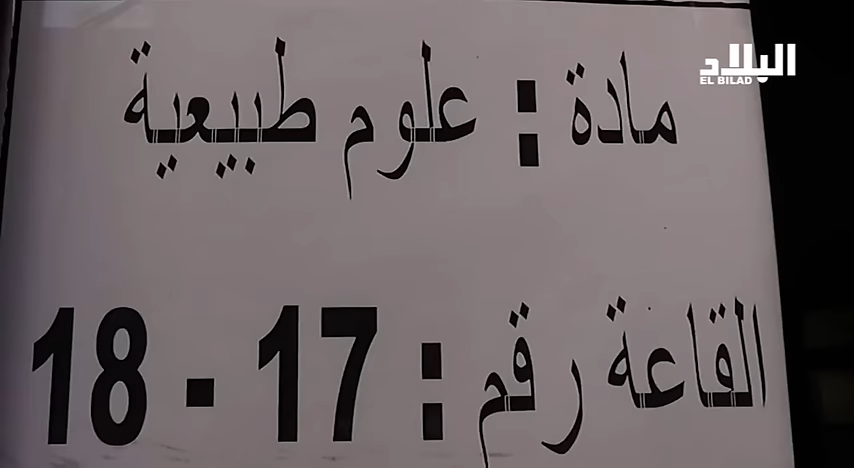 البلاد
EL BILAD
مادة : علوم طبيعية
القاعة رقم : 17 - 18